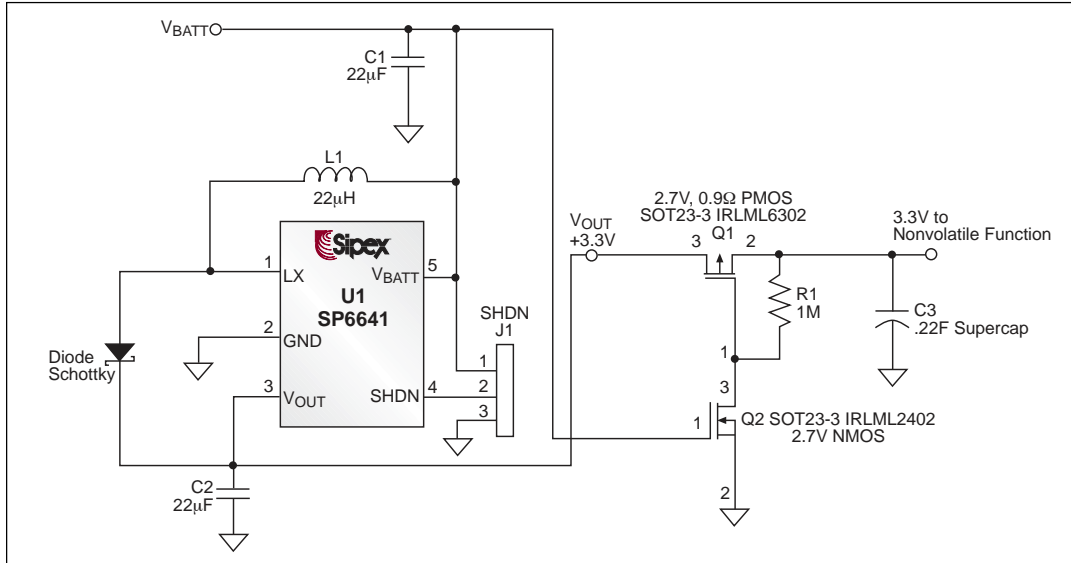 VBATT
C1
22µF
L1
22µH
2.7V, 0.9Ω PMOS
SOT23-3 IRLML6302
Q1
VOUT
+3.3V
3
2
3.3V to
Nonvolatile Function
Sipex
1
LX
VBATT
5
U1
SP6641
R1
1M
C3
.22F Supercap
SHDN
J1
2
GND
Diode
Schottky
1
1
3
VOUT
SHDN
4
2
3
3
1
Q2 SOT23-3 IRLML2402
2.7V NMOS
C2
22µF
2